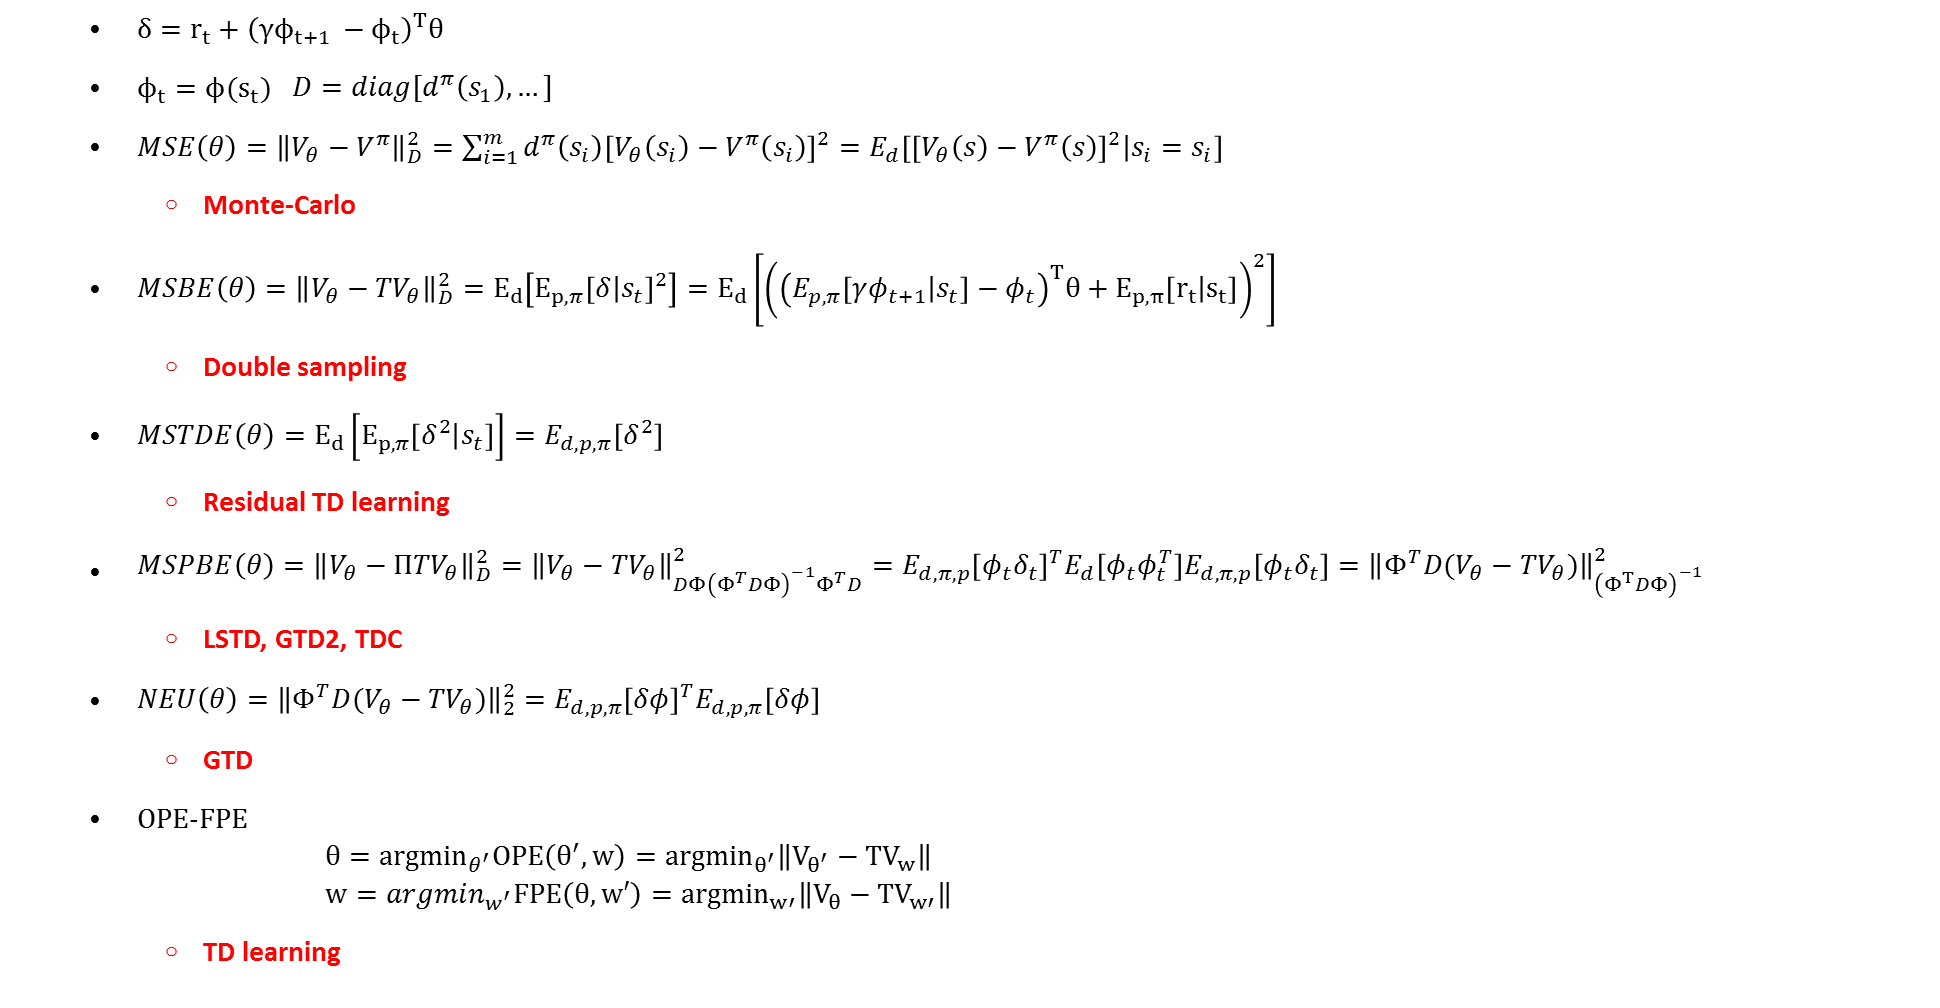 • δ = r_t + (γϕ_{t+1} − ϕ_t)^T θ
• ϕ_t = ϕ(s_t) D = diag[d^π(s_1), … ]
• MSE(θ) = ‖V_θ − V^π‖_D^2 = ∑_{i=1}^m d^π(s_i)[V_θ(s_i) − V^π(s_i)]^2 = E_d[[V_θ(s) − V^π(s)]^2|s_i = s_i]
○ Monte-Carlo
• MSBE(θ) = ‖V_θ − TV_θ‖_D^2 = E_d[E_{p,π}[δ|s_t]^2] = E_d[((E_{p,π}[γϕ_{t+1}|s_t] − ϕ_t)^T θ + E_{p,π}[r_t|s_t])^2]
○ Double sampling
• MSTDE(θ) = E_d[E_{p,π}[δ^2|s_t]] = E_{d,p,π}[δ^2]
○ Residual TD learning
• MSPBE(θ) = ‖V_θ − ΠTV_θ‖_D^2 = ‖V_θ − TV_θ‖_{DΦ(Φ^T DΦ)^{−1}Φ^T D}^2 = E_{d,π,p}[ϕ_t δ_t]^T E_d[ϕ_t ϕ_t^T]E_{d,π,p}[ϕ_t δ_t] = ‖Φ^T D(V_θ − TV_θ)‖_{(Φ^T DΦ)^{−1}}^2
○ LSTD, GTD2, TDC
• NEU(θ) = ‖Φ^T D(V_θ − TV_θ)‖_2^2 = E_{d,p,π}[δϕ]^T E_{d,p,π}[δϕ]
○ GTD
• OPE-FPE
θ = argmin_{θ′} OPE(θ′, w) = argmin_{θ′}‖V_{θ′} − TV_w‖
w = argmin_{w′} FPE(θ, w′) = argmin_{w′}‖V_θ − TV_{w′}‖
○ TD learning